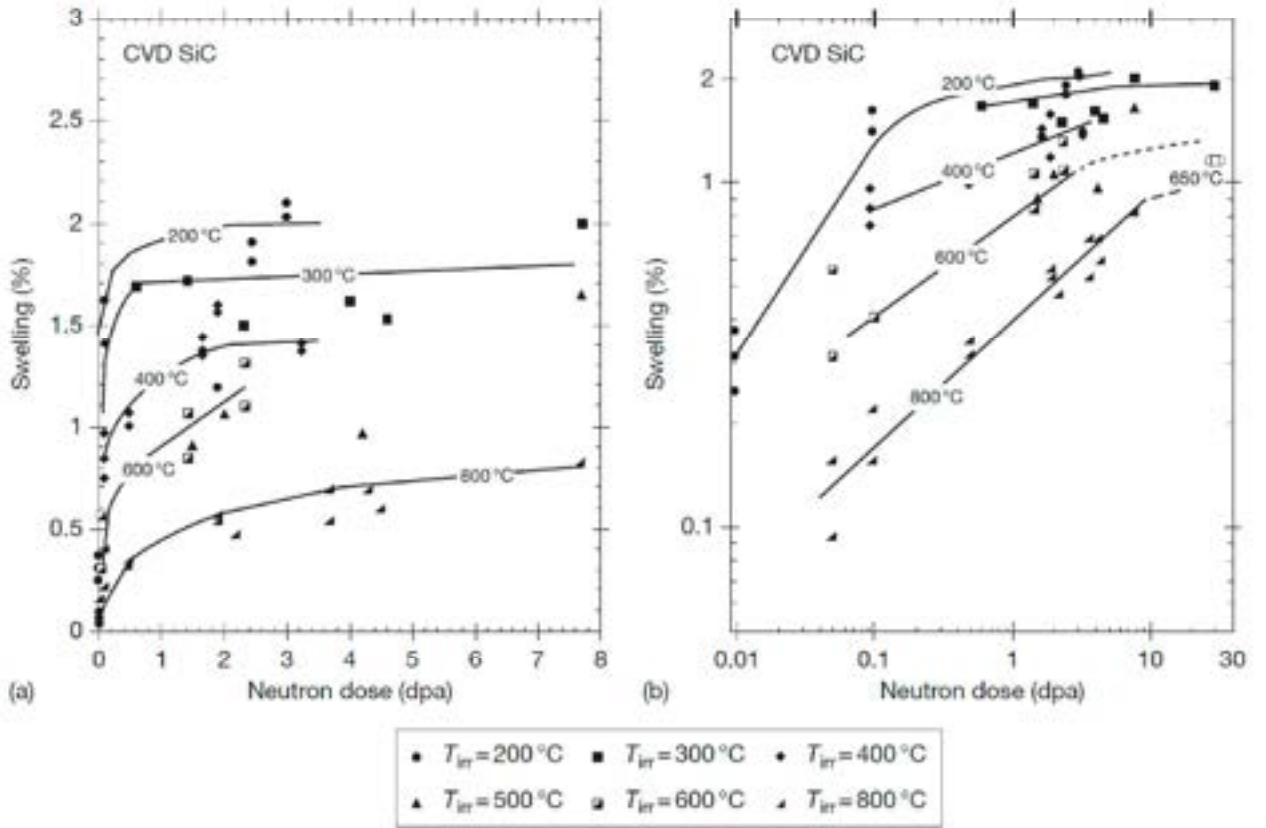 CVD SiC
3
2.5
2
1.5
1
0.5
0
Swelling (%)
200 °C
300 °C
400 °C
600 °C
800 °C
0 1 2 3 4 5 6 7 8
Neutron dose (dpa)
(a)
CVD SiC
2
1
0.1
Swelling (%)
200 °C
400 °C
600 °C
650 °C
800 °C
0.01 0.1 1 10 30
Neutron dose (dpa)
(b)
Tirr=200 °C Tirr=300 °C Tirr=400 °C
Tirr=500 °C Tirr=600 °C Tirr=800 °C